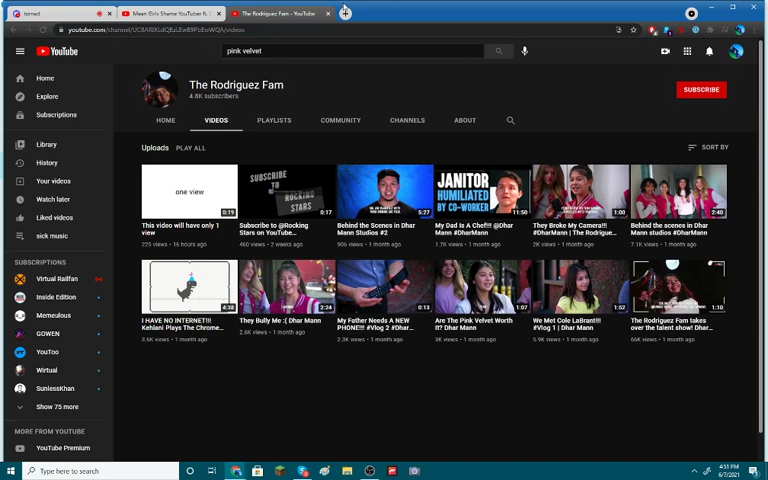 tornad
Mean Girls Shame YouTuber ft. D
The Rodriguez Fam - YouTube
youtube.com/channel/UCBARIXLdQEzLEwB9PbEwWQA/videos
YouTube
pink velvet
Home
Explore
Subscriptions
Library
History
Your videos
Watch later
Liked videos
sick music
SUBSCRIPTIONS
Virtual Railfan
Inside Edition
Memeulous
GOWEN
YouToo
Wirtual
SunlessKhan
Show 75 more
MORE FROM YOUTUBE
YouTube Premium
The Rodriguez Fam
4.8K subscribers
SUBSCRIBE
HOME VIDEOS PLAYLISTS COMMUNITY CHANNELS ABOUT
Uploads PLAY ALL SORT BY
one view
0:19
SUBSCRIBE
TO
ROCKING
STARS
0:17
5:27
JANITOR
HUMILIATED
BY CO-WORKER
11:50
1:00
2:40
This video will have only 1
view
225 views • 16 hours ago
Subscribe to @Rocking
Stars on YouTube...
460 views • 2 weeks ago
Behind the Scenes in Dhar
Mann Studios #2
906 views • 1 month ago
My Dad Is A Chef!!! @Dhar
Mann #DharMann
1.7K views • 1 month ago
They Broke My Camera!!!
#DharMann | The Rodrigue...
2K views • 1 month ago
Behind the scenes in Dhar
Mann studios #DharMann
7.1K views • 1 month ago
4:38
2:24
0:13
1:07
1:52
1:10
I HAVE NO INTERNET!!!
Kehlani Plays The Chrome...
3.6K views • 1 month ago
They Bully Me :( Dhar Mann
2.6K views • 1 month ago
My Father Needs A NEW
PHONE!!! #Vlog 2 #Dhar...
2.3K views • 1 month ago
Are The Pink Velvet Worth
It? Dhar Mann
3K views • 1 month ago
We Met Cole LaBrant!!!
#Vlog 1 | Dhar Mann
5.9K views • 1 month ago
The Rodriguez Fam takes
over the talent show! Dhar...
66K views • 1 month ago
Type here to search
4:51 PM
6/7/2021